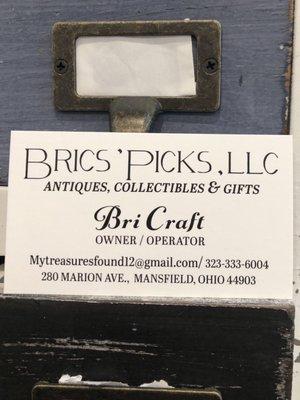 BRICS' PICKS, LLC
ANTIQUES, COLLECTIBLES & GIFTS
Bri Craft
OWNER / OPERATOR
Mytreasuresfound12@gmail.com/ 323-333-6004
280 MARION AVE., MANSFIELD, OHIO 44903